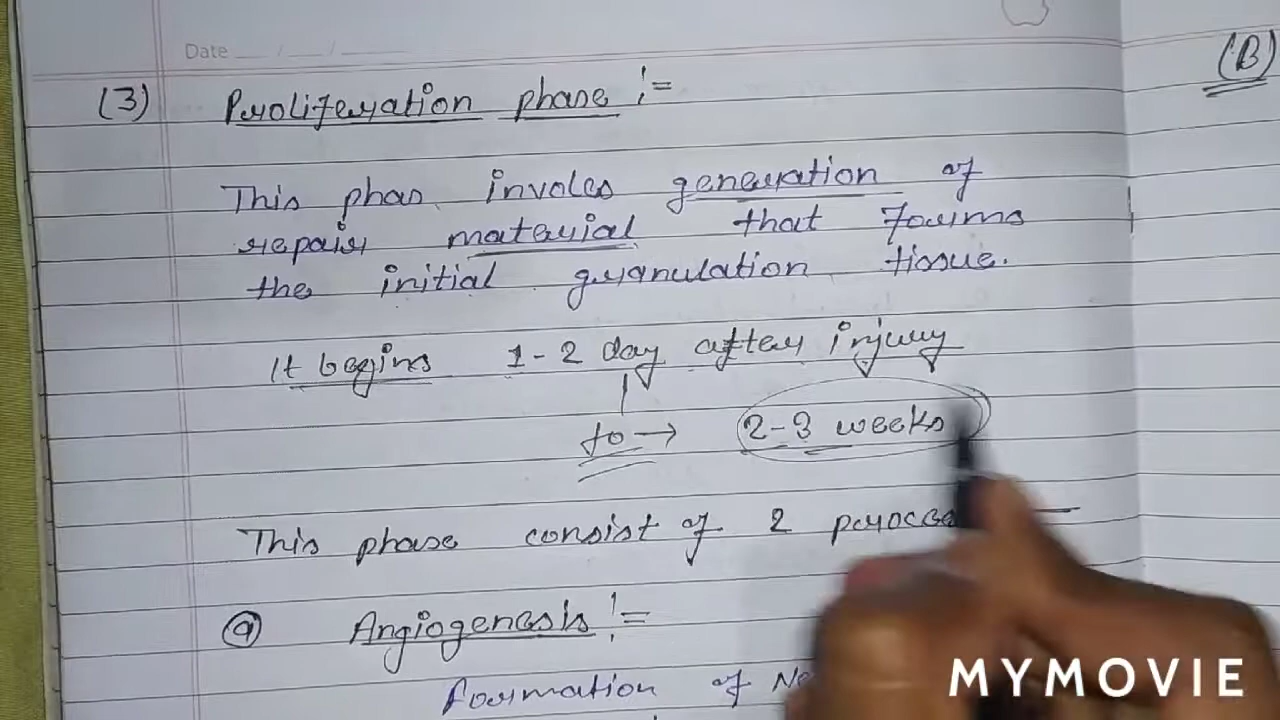 Date
(B)
(3) Proliferation phase :=
This phas involes generation of
repair material that forms
the initial granulation tissue.
It begins 1-2 day after injury
to → 2-3 weeks
This phase consist of 2
(a) Angiogenesis :=
Formation of
MYMOVIE